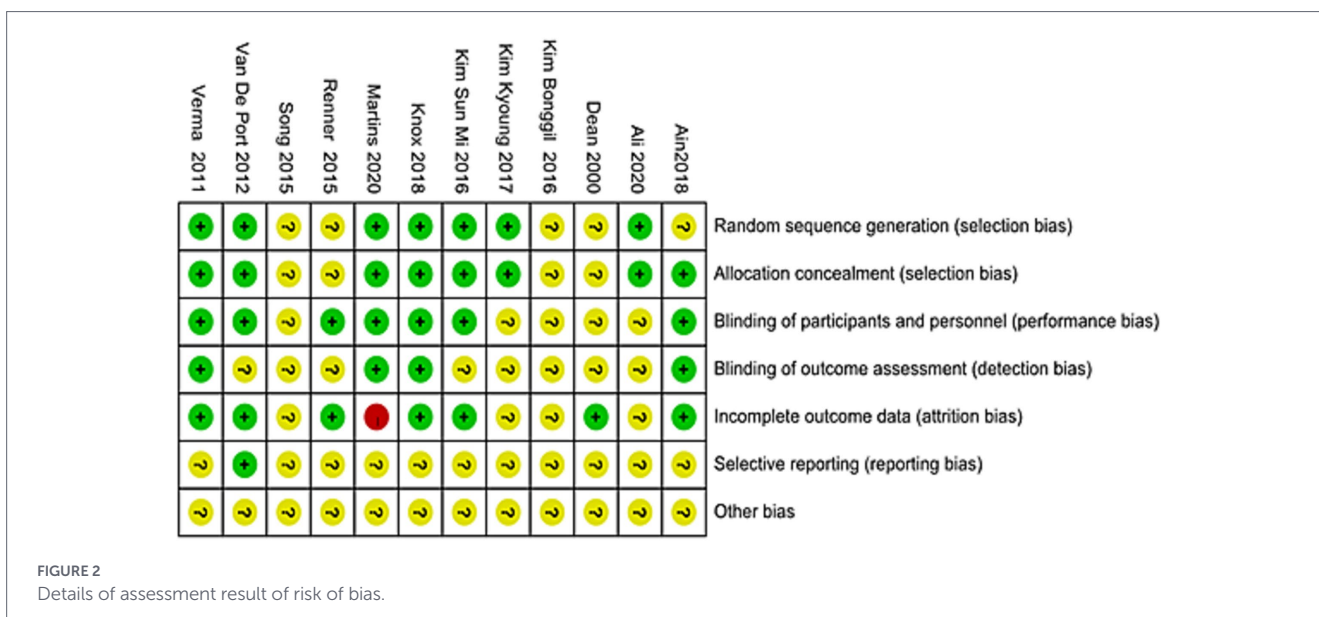 Verma 2011
Van De Port 2012
Song 2015
Renner 2015
Martins 2020
Knox 2018
Kim Sun Mi 2016
Kim Kyoung 2017
Kim Bonggil 2016
Dean 2000
Ali 2020
Ain2018
+ + ? ? + + + + ? ? + ? Random sequence generation (selection bias)
+ + ? ? + + + + ? ? + + Allocation concealment (selection bias)
+ + ? + + + + ? ? ? ? + Blinding of participants and personnel (performance bias)
+ ? ? ? + + ? ? ? ? ? + Blinding of outcome assessment (detection bias)
+ + ? + - + + ? ? + ? + Incomplete outcome data (attrition bias)
? + ? ? ? ? ? ? ? ? ? ? Selective reporting (reporting bias)
? ? ? ? ? ? ? ? ? ? ? ? Other bias
FIGURE 2
Details of assessment result of risk of bias.